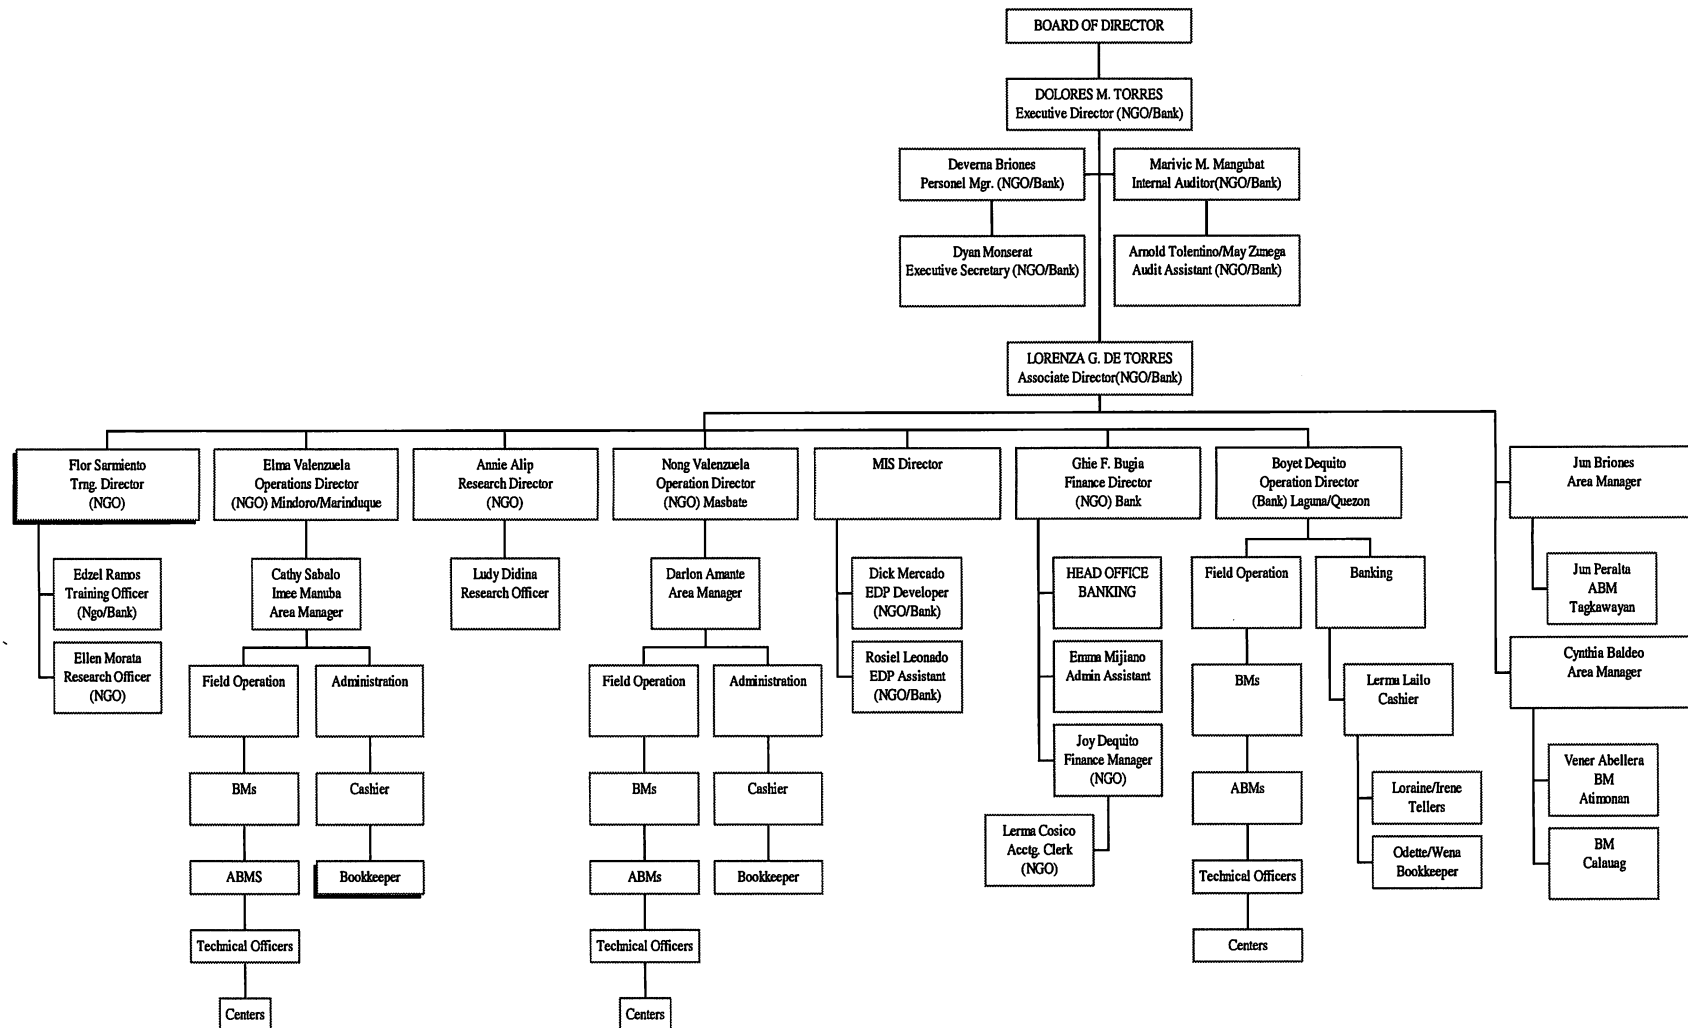 BOARD OF DIRECTOR
DOLORES M. TORRES
Executive Director (NGO/Bank)
Deverna Briones
Personel Mgr. (NGO/Bank)
Marivic M. Mangubat
Internal Auditor(NGO/Bank)
Dyan Monserat
Executive Secretary (NGO/Bank)
Arnold Tolentino/May Zunega
Audit Assistant (NGO/Bank)
LORENZA G. DE TORRES
Associate Director(NGO/Bank)
Flor Sarmiento
Trng. Director
(NGO)
Elma Valenzuela
Operations Director
(NGO) Mindoro/Marinduque
Annie Alip
Research Director
(NGO)
Nong Valenzuela
Operation Director
(NGO) Masbate
MIS Director
Ghie F. Bugia
Finance Director
(NGO) Bank
Boyet Dequito
Operation Director
(Bank) Laguna/Quezon
Jun Briones
Area Manager
Edzel Ramos
Training Officer
(Ngo/Bank)
Cathy Sabalo
Imee Manuba
Area Manager
Ludy Didina
Research Officer
Darlon Amante
Area Manager
Dick Mercado
EDP Developer
(NGO/Bank)
HEAD OFFICE
BANKING
Field Operation
Banking
Jun Peralta
ABM
Tagkawayan
Ellen Morata
Research Officer
(NGO)
Field Operation
Administration
Field Operation
Administration
Rosiel Leonado
EDP Assistant
(NGO/Bank)
Emma Mijiano
Admin Assistant
BMs
Lerma Lailo
Cashier
Cynthia Baldeo
Area Manager
BMs
Cashier
BMs
Cashier
Joy Dequito
Finance Manager
(NGO)
ABMs
Loraine/Irene
Tellers
Vener Abellera
BM
Atimonan
Lerma Cosico
Acctg. Clerk
(NGO)
Odette/Wena
Bookkeeper
BM
Calauag
ABMS
Bookkeeper
ABMs
Bookkeeper
Technical Officers
Technical Officers
Technical Officers
Centers
Centers
Centers